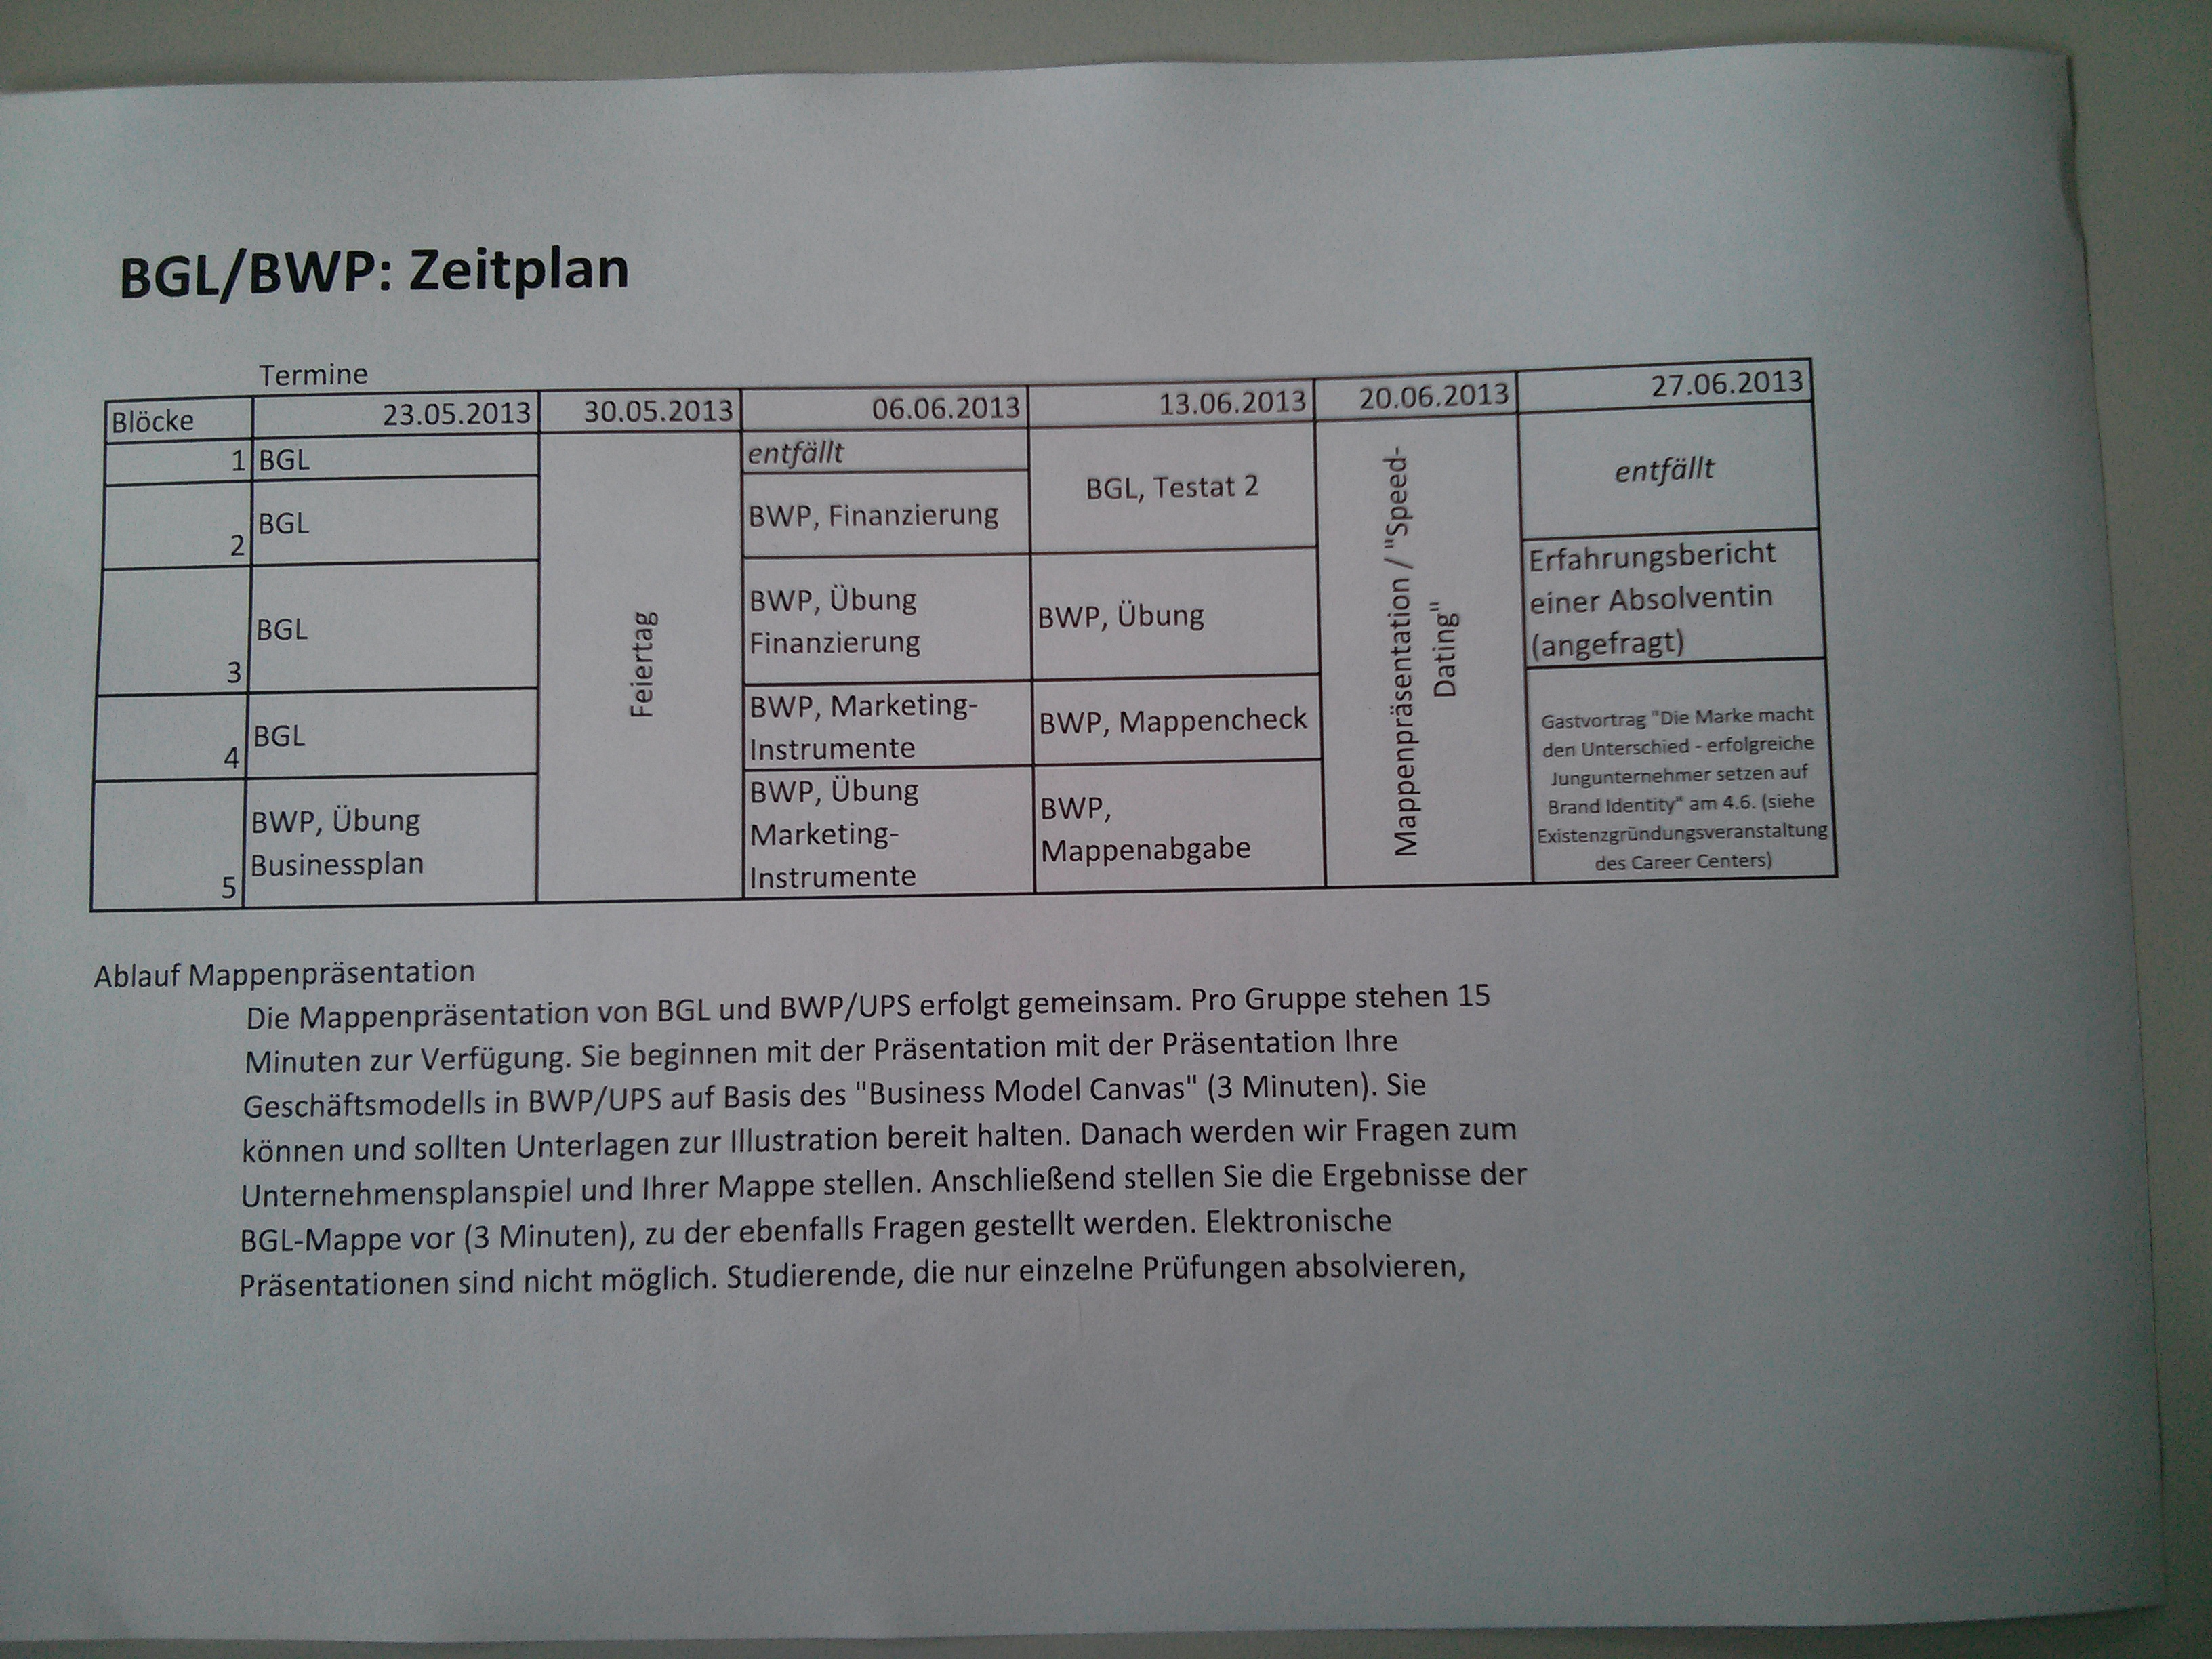 BGL/BWP: Zeitplan
Termine
Blöcke 23.05.2013 30.05.2013 06.06.2013 13.06.2013 20.06.2013 27.06.2013
1 BGL
2 BGL
3 BGL
4 BGL
5 BWP, Übung
Businessplan
Feiertag
entfällt
BWP, Finanzierung
BWP, Übung
Finanzierung
BWP, Marketing-
Instrumente
BWP, Übung
Marketing-
Instrumente
BGL, Testat 2
BWP, Übung
BWP, Mappencheck
BWP,
Mappenabgabe
Mappenpräsentation / "Speed-
Dating"
entfällt
Erfahrungsbericht
einer Absolventin
(angefragt)
Gastvortrag "Die Marke macht
den Unterschied - erfolgreiche
Jungunternehmer setzen auf
Brand Identity" am 4.6. (siehe
Existenzgründungsveranstaltung
des Career Centers)
Ablauf Mappenpräsentation
Die Mappenpräsentation von BGL und BWP/UPS erfolgt gemeinsam. Pro Gruppe stehen 15
Minuten zur Verfügung. Sie beginnen mit der Präsentation mit der Präsentation Ihre
Geschäftsmodells in BWP/UPS auf Basis des "Business Model Canvas" (3 Minuten). Sie
können und sollten Unterlagen zur Illustration bereit halten. Danach werden wir Fragen zum
Unternehmensplanspiel und Ihrer Mappe stellen. Anschließend stellen Sie die Ergebnisse der
BGL-Mappe vor (3 Minuten), zu der ebenfalls Fragen gestellt werden. Elektronische
Präsentationen sind nicht möglich. Studierende, die nur einzelne Prüfungen absolvieren,